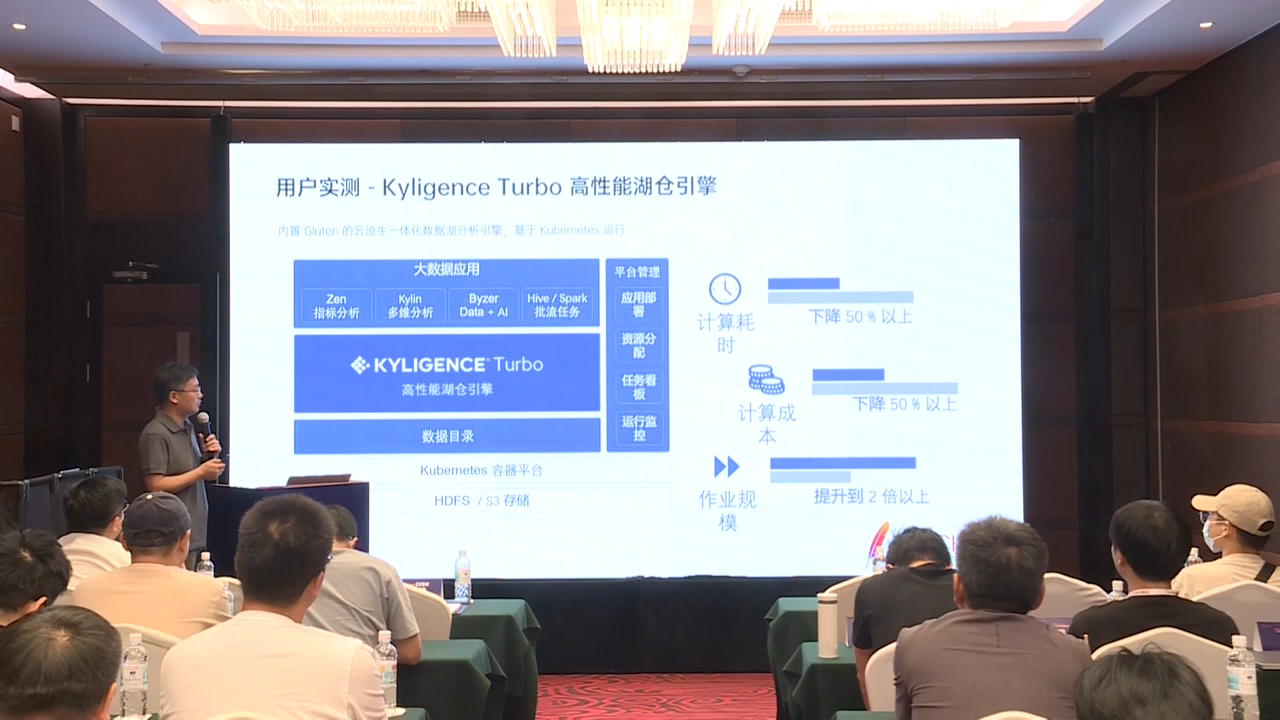 用户实测 - Kyligence Turbo 高性能湖仓引擎
内置 Gluten 的云原生一体化数据湖分析引擎，基于 Kubernetes 运行
大数据应用
Zen
指标分析
Kylin
多维分析
Byzer
Data + AI
Hive / Spark
批流任务
KYLIGENCE Turbo
高性能湖仓引擎
数据目录
Kubernetes 容器平台
HDFS / S3 存储
平台管理
应用部
署
资源分
配
任务看
板
运行监
控
计算耗
时
下降 50 % 以上
计算成
本
下降 50 % 以上
作业规
模
提升到 2 倍以上